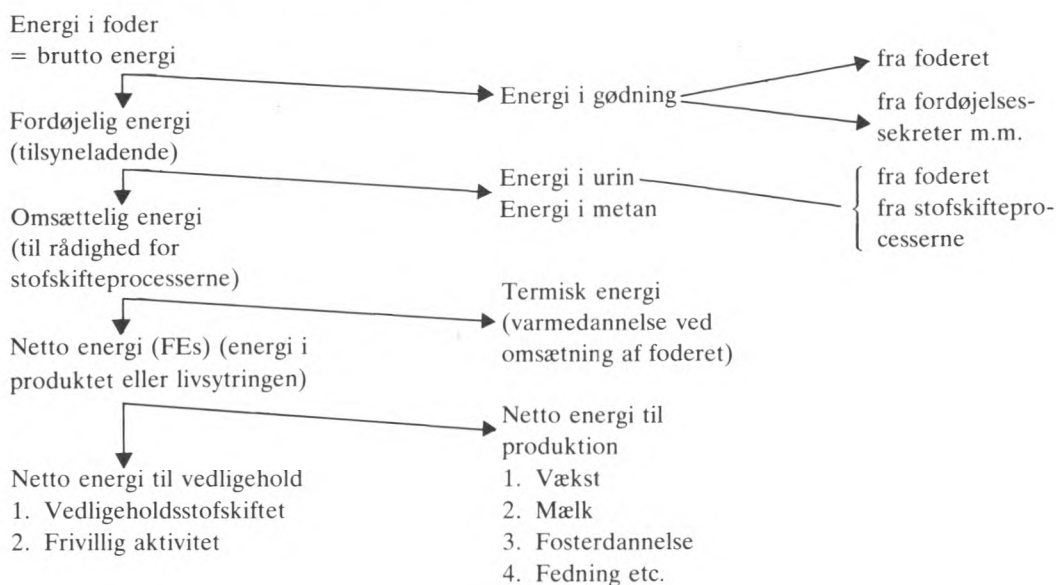 Energi i foder
= brutto energi
Energi i gødning
fra foderet
fra fordøjelses-
sekreter m.m.
Fordøjelig energi
(tilsyneladende)
Energi i urin
Energi i metan
fra foderet
fra stofskiftepro-
cesserne
Omsættelig energi
(til rådighed for
stofskifteprocesserne)
Termisk energi
(varmedannelse ved
omsætning af foderet)
Netto energi (FEs) (energi i
produktet eller livsytringen)
Netto energi til
produktion
1. Vækst
2. Mælk
3. Fosterdannelse
4. Fedning etc.
Netto energi til vedligehold
1. Vedligeholdsstofskiftet
2. Frivillig aktivitet